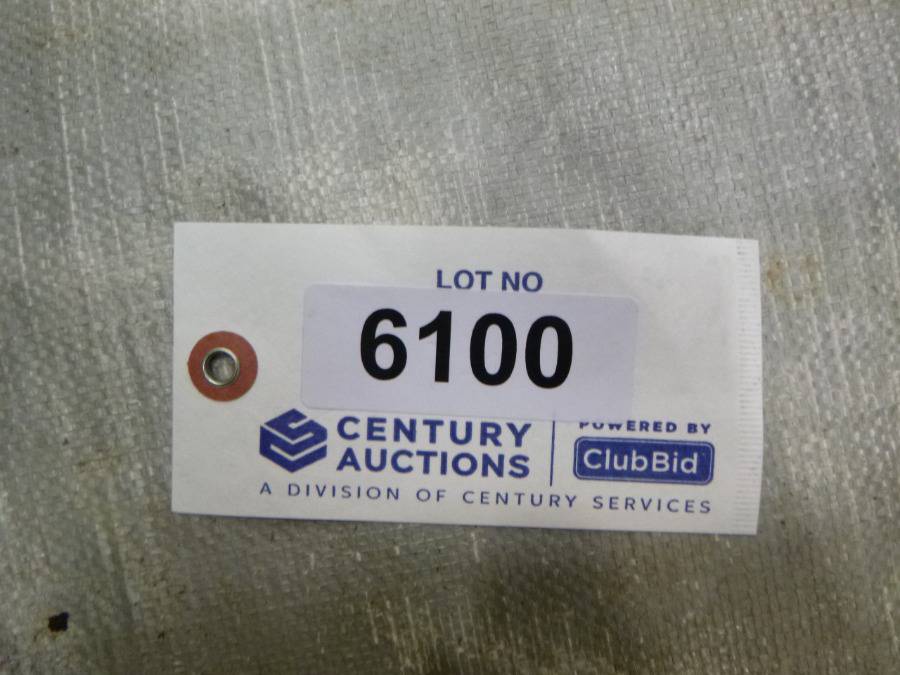 LOT NO
6100
CENTURY
AUCTIONS
POWERED BY
ClubBid
A DIVISION OF CENTURY SERVICES